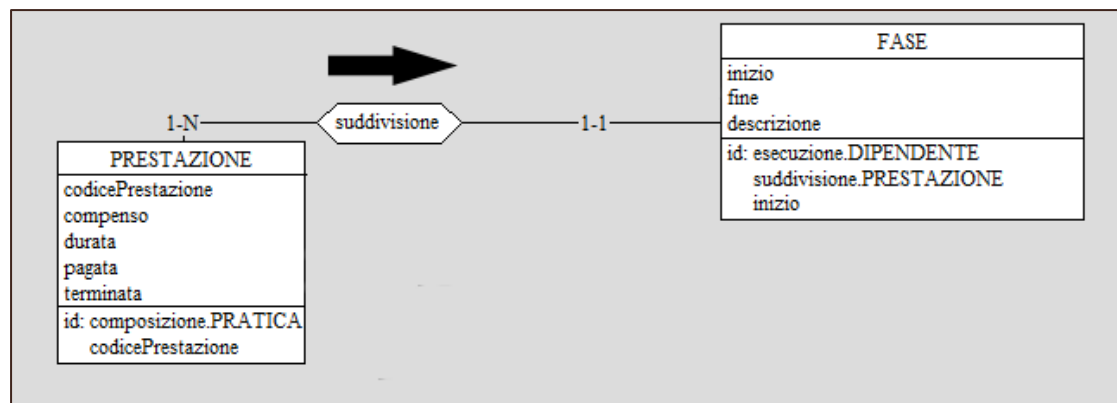 FASE
inizio
fine
descrizione
id: esecuzione.DIPENDENTE
suddivisione.PRESTAZIONE
inizio
1-N
suddivisione
1-1
PRESTAZIONE
codicePrestazione
compenso
durata
pagata
terminata
id: composizione.PRATICA
codicePrestazione